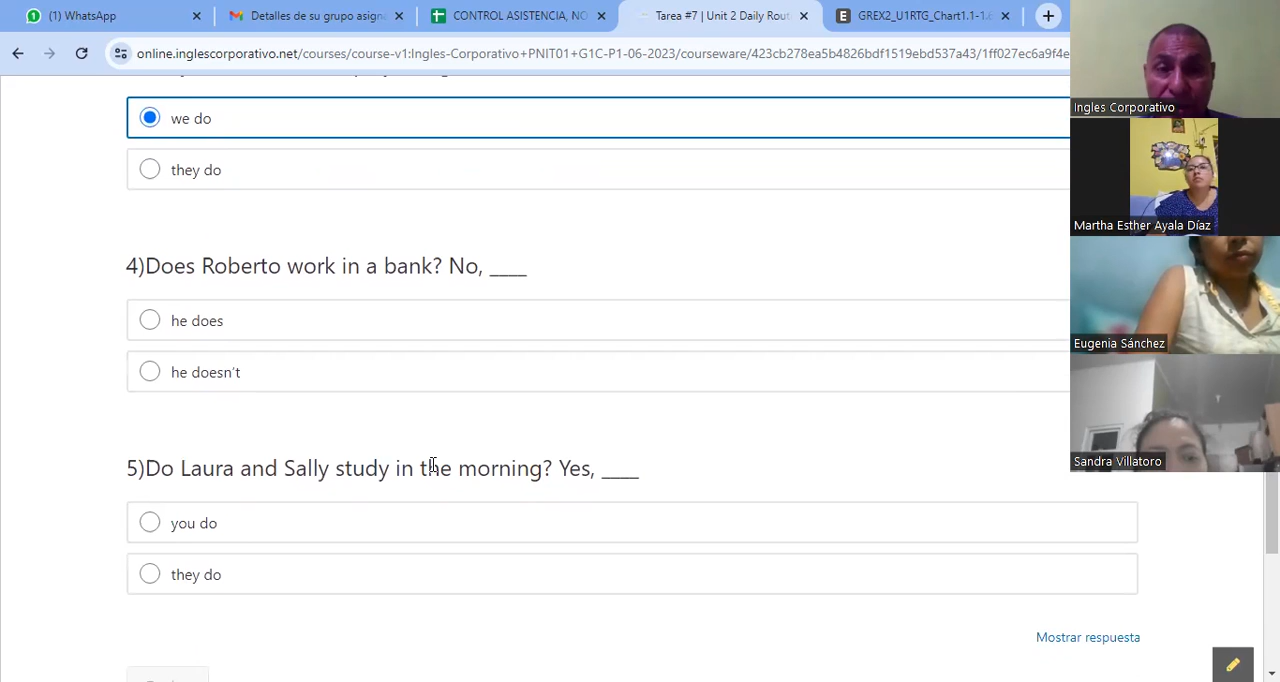 (1) WhatsApp
Detalles de su grupo asigna
CONTROL ASISTENCIA, NO
Tarea #7 | Unit 2 Daily Rout
GREX2_U1RTG_Chart1.1-1.6
online.inglescorporativo.net/courses/course-v1:Ingles-Corporativo+PNIT01+G1C-P1-06-2023/courseware/423cb278ea5b4826bdf1519ebd537a43/1ff027ec6a9f4e
we do
they do
4)Does Roberto work in a bank? No, ____
he does
he doesn't
5)Do Laura and Sally study in the morning? Yes, ____
you do
they do
Mostrar respuesta
Ingles Corporativo
Martha Esther Ayala Díaz
Eugenia Sánchez
Sandra Villatoro